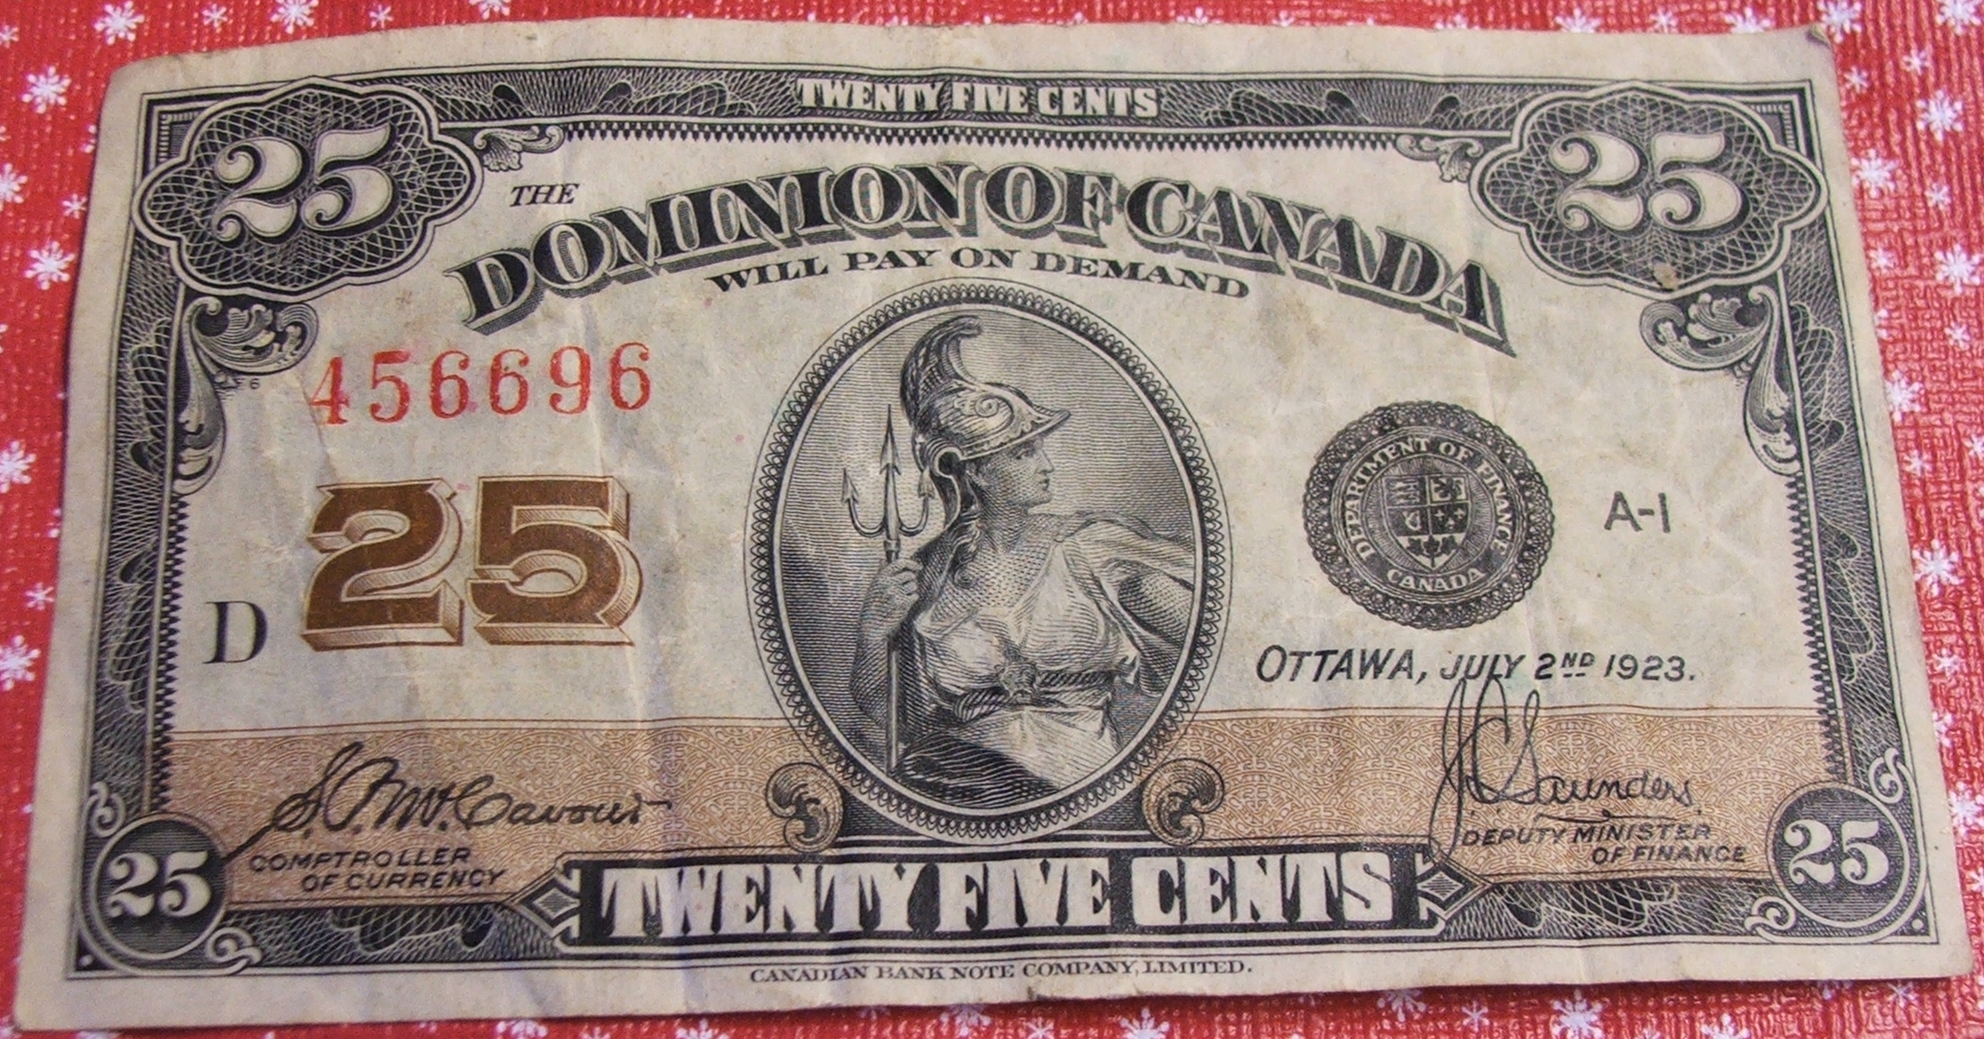 TWENTY FIVE CENTS
25
25
THE
DOMINION OF CANADA
WILL PAY ON DEMAND
456696
25
D
DEPARTMENT OF FINANCE
CANADA
A-1
OTTAWA, JULY 2ND 1923.
J C Saunders
COMPTROLLER
OF CURRENCY
DEPUTY MINISTER
OF FINANCE
25
TWENTY FIVE CENTS
25
CANADIAN BANK NOTE COMPANY, LIMITED.